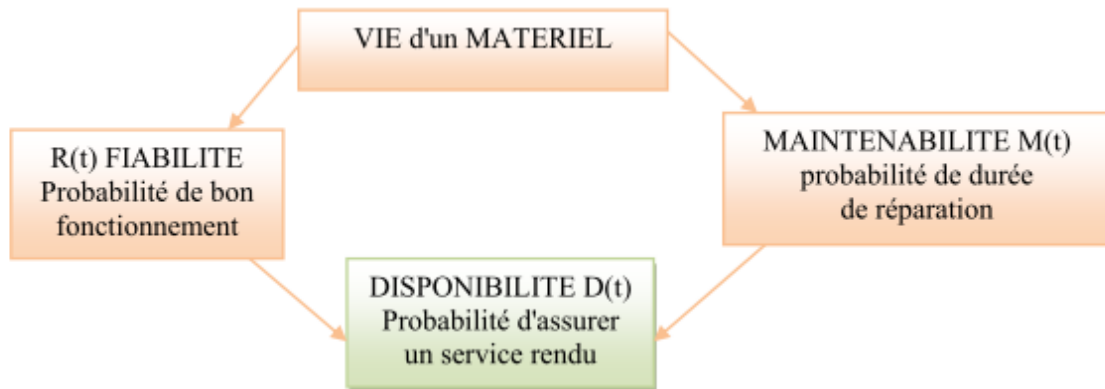 VIE d'un MATERIEL
R(t) FIABILITE
Probabilité de bon
fonctionnement
MAINTENABILITE M(t)
probabilité de durée
de réparation
DISPONIBILITE D(t)
Probabilité d'assurer
un service rendu